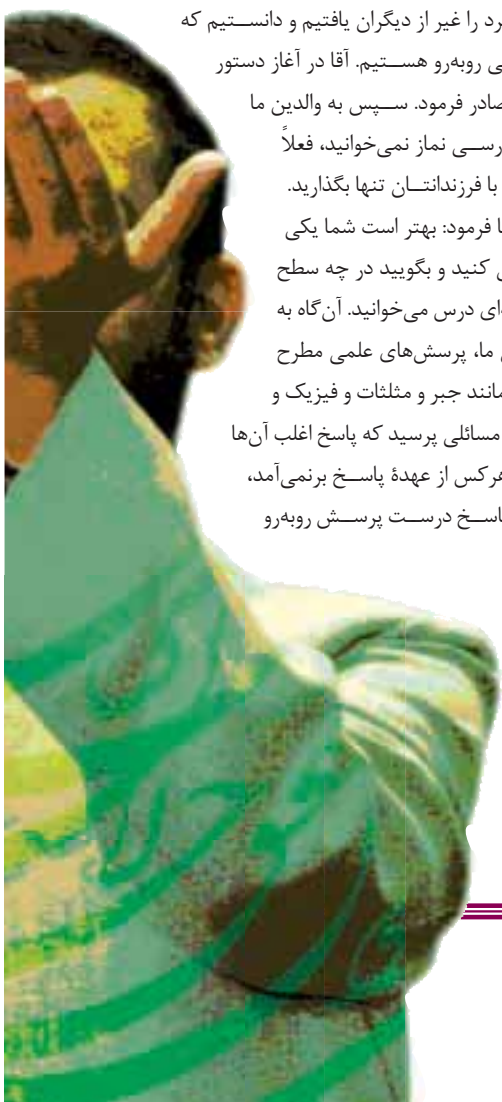 رد را غیر از دیگران یافتیم و دانستیم که
ی روبه‌رو هستیم. آقا در آغاز دستور
صادر فرمود. سپس به والدین ما
رسی نماز نمی‌خوانید، فعلاً
با فرزندانتان تنها بگذارید.
ا فرمود: بهتر است شما یکی
ی کنید و بگویید در چه سطح
ه‌ای درس می‌خوانید. آن‌گاه به
ی ما، پرسش‌های علمی مطرح
مانند جبر و مثلثات و فیزیک و
مسائلی پرسید که پاسخ اغلب آن‌ها
هرکس از عهدهٔ پاسخ برنمی‌آمد،
پاسخ درست پرسش روبه‌رو